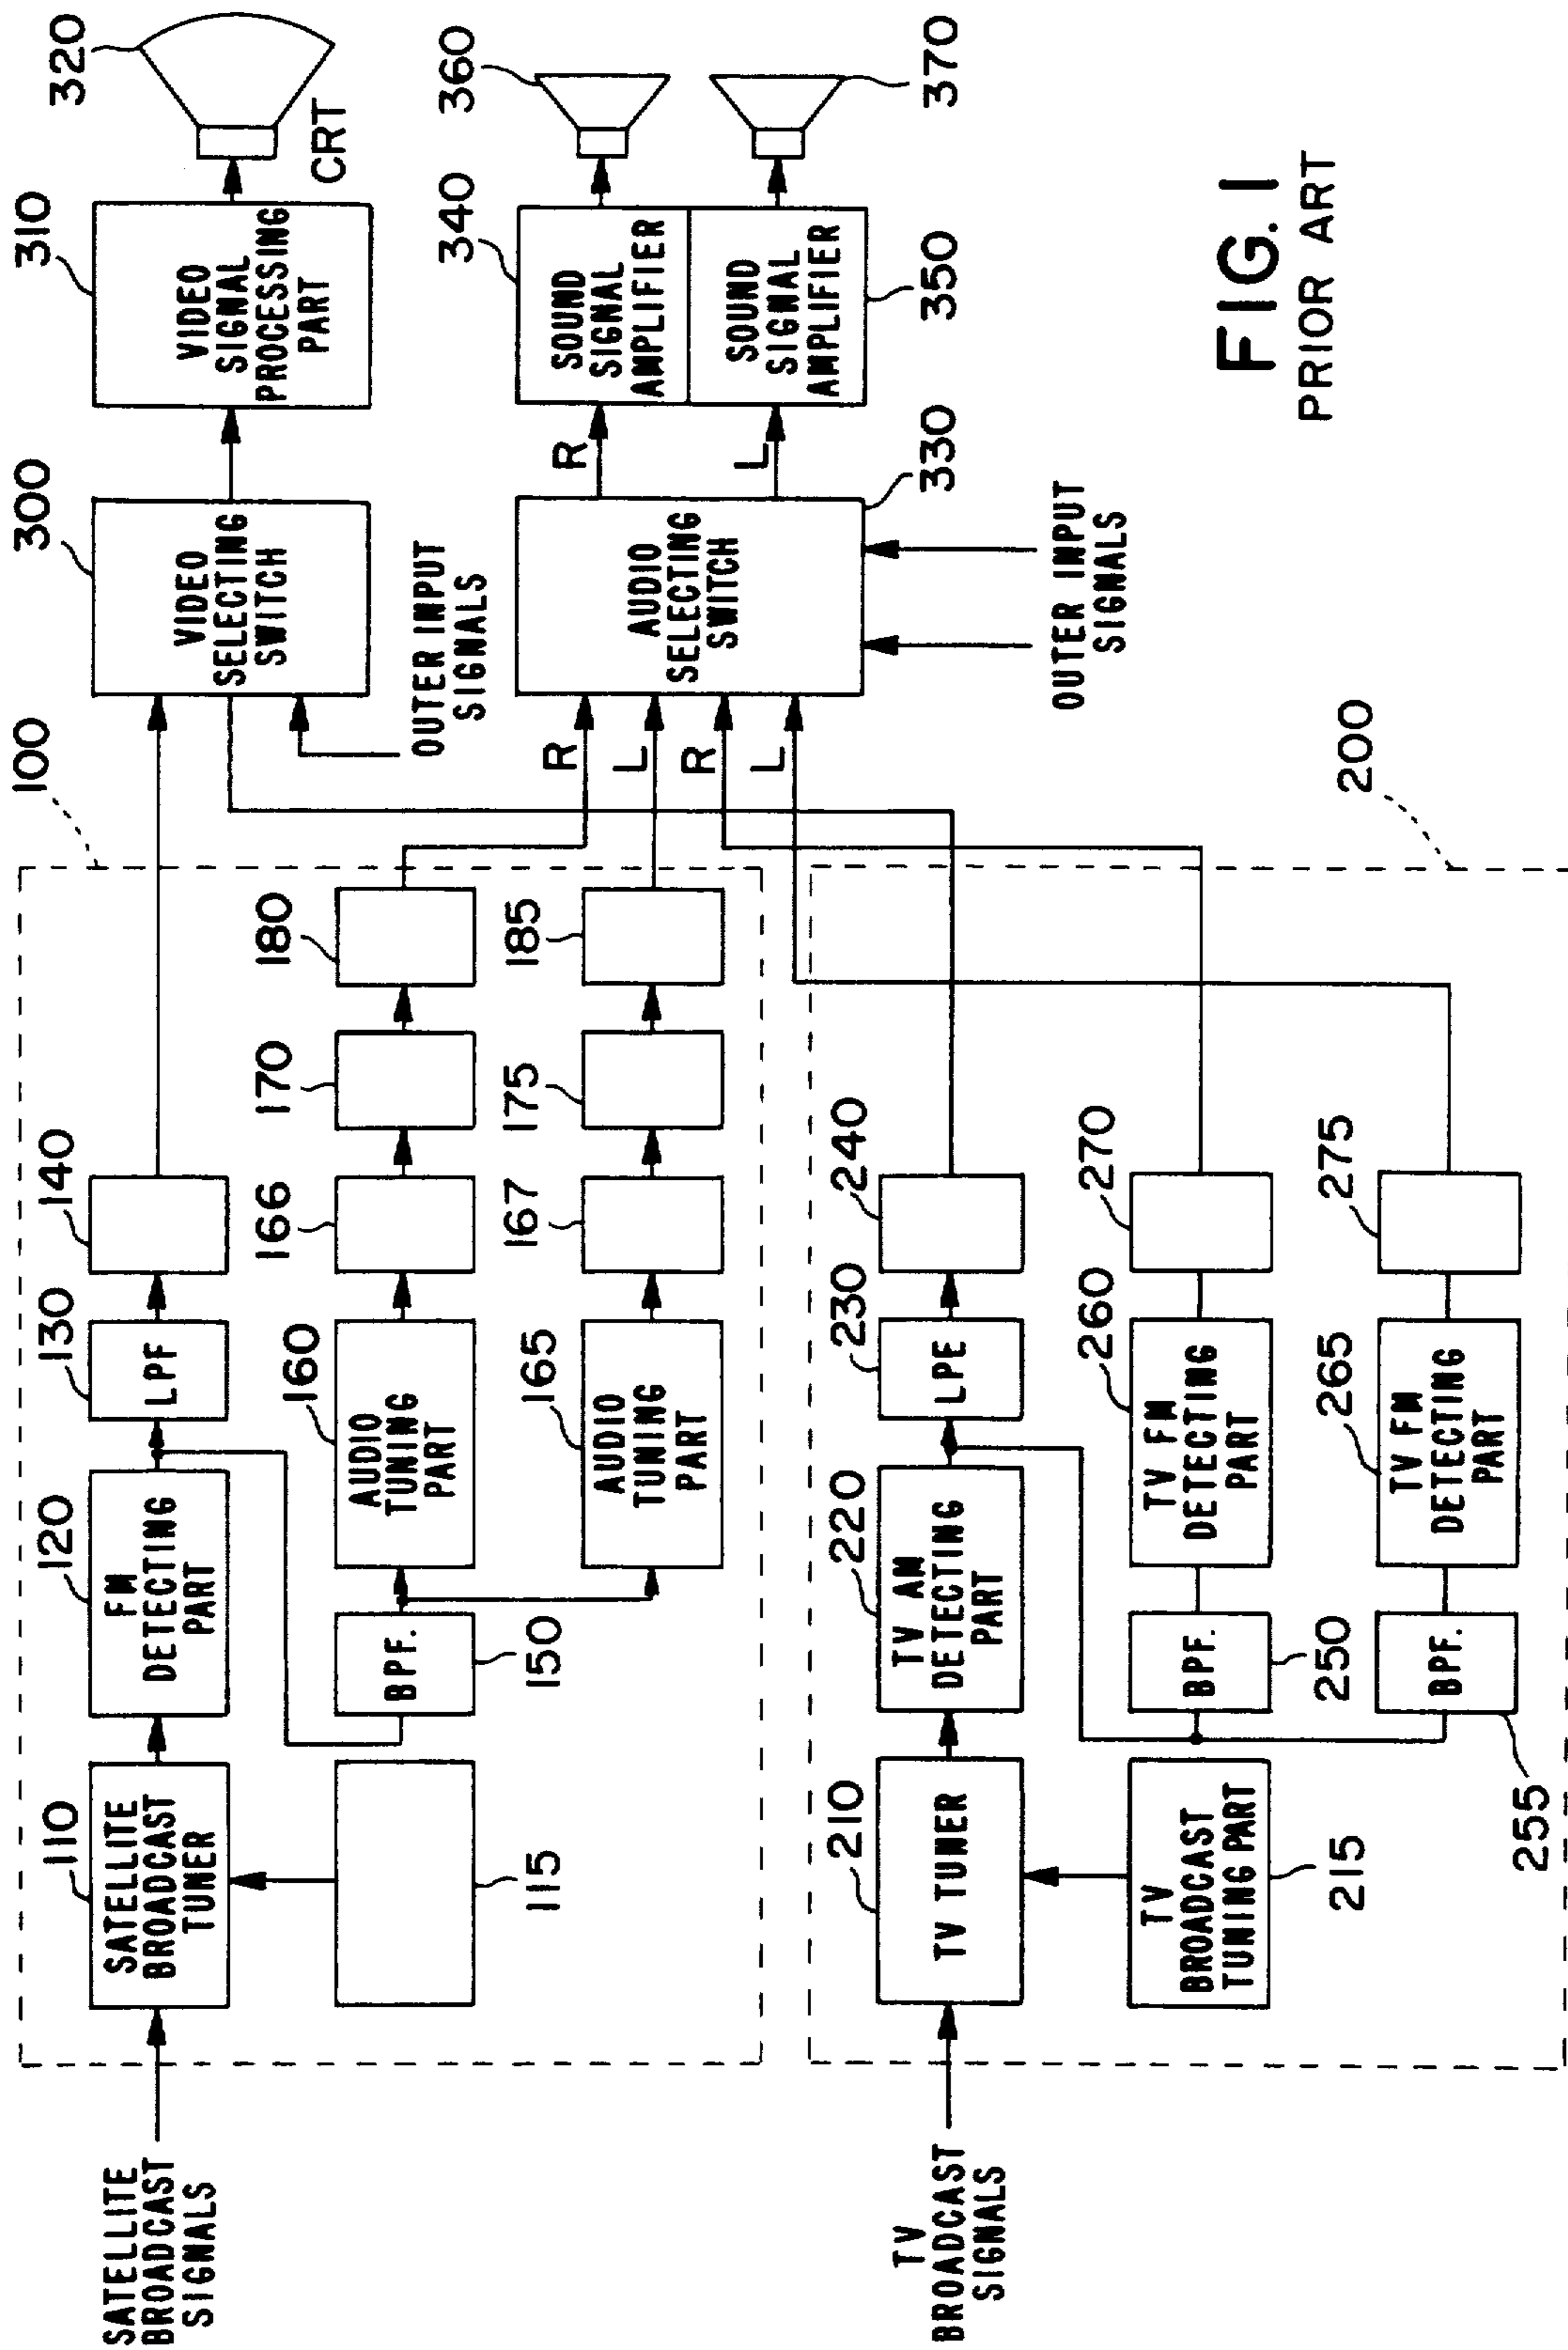 100
300
310
320
SATELLITE
BROADCAST
SIGNALS
110
SATELLITE
BROADCAST
TUNER
115
120
FM
DETECTING
PART
130
LPF
140
150
BPF.
160
AUDIO
TUNING
PART
166
170
180
165
AUDIO
TUNING
PART
167
175
185
VIDEO
SELECTING
SWITCH
OUTER INPUT
SIGNALS
VIDEO
SIGNAL
PROCESSING
PART
CRT
R
L
R
L
AUDIO
SELECTING
SWITCH
330
OUTER INPUT
SIGNALS
R
L
340
SOUND
SIGNAL
AMPLIFIER
SOUND
SIGNAL
AMPLIFIER
350
360
370
200
TV
BROADCAST
SIGNALS
210
TV TUNER
TV
BROADCAST
TUNING PART
215
220
TV AM
DETECTING
PART
230
LPE
240
BPF.
250
260
TV FM
DETECTING
PART
270
BPF.
255
265
TV FM
DETECTING
PART
275
FIG. 1
PRIOR ART